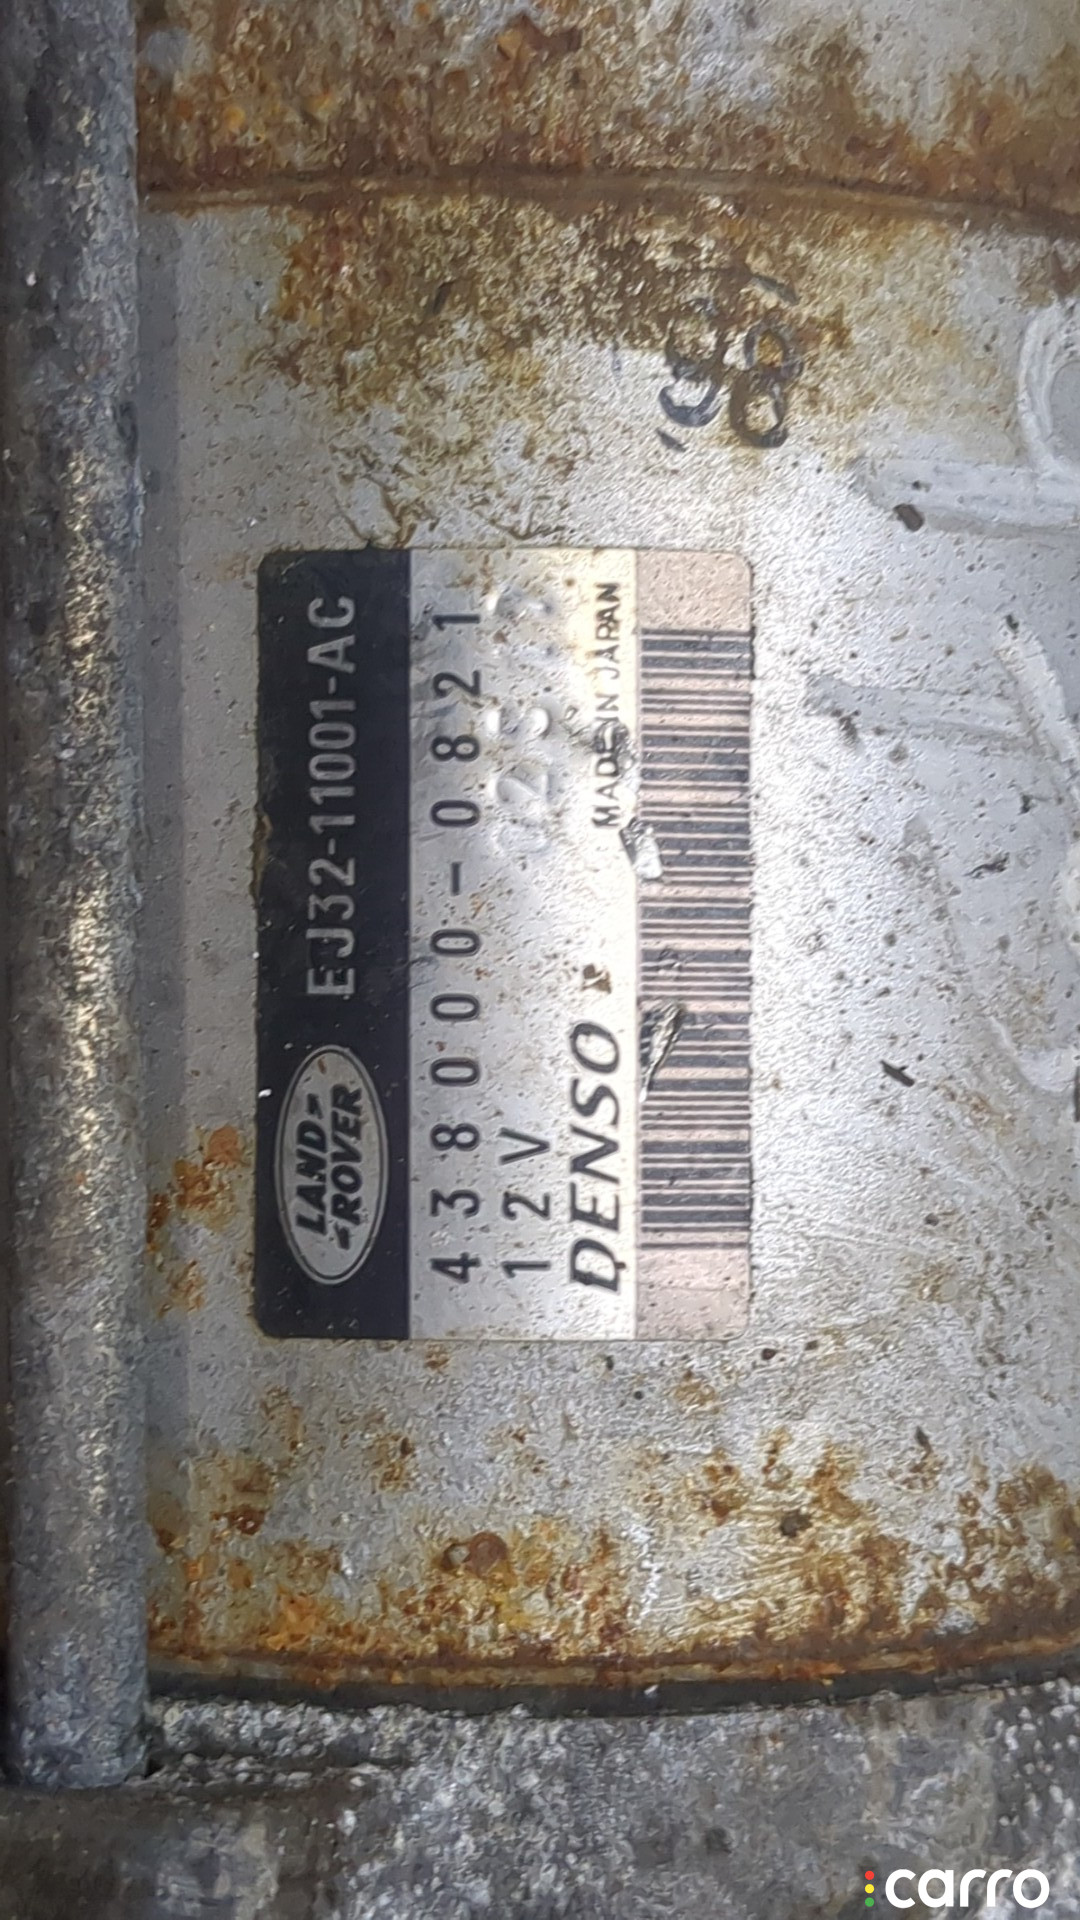 LAND ROVER EJ32-11001-AC
438000-0821
12V
DENSO MADE IN JAPAN
carro